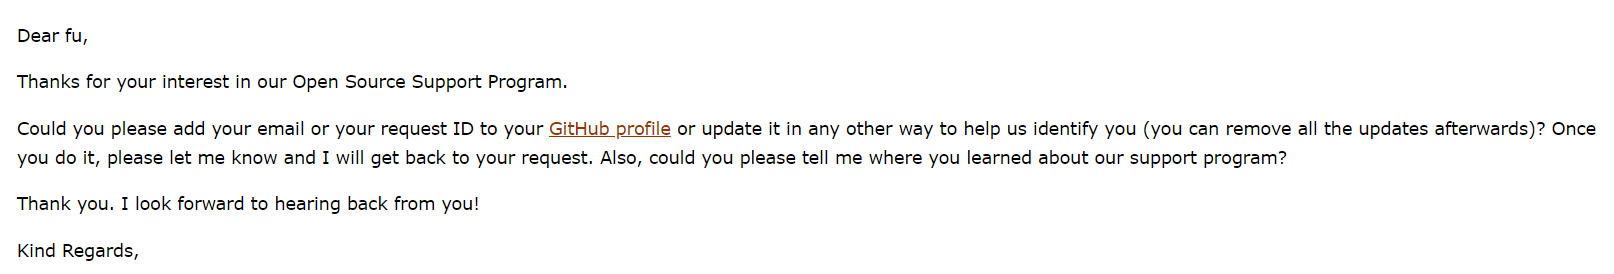 Dear fu,
Thanks for your interest in our Open Source Support Program.
Could you please add your email or your request ID to your GitHub profile or update it in any other way to help us identify you (you can remove all the updates afterwards)? Once
you do it, please let me know and I will get back to your request. Also, could you please tell me where you learned about our support program?
Thank you. I look forward to hearing back from you!
Kind Regards,